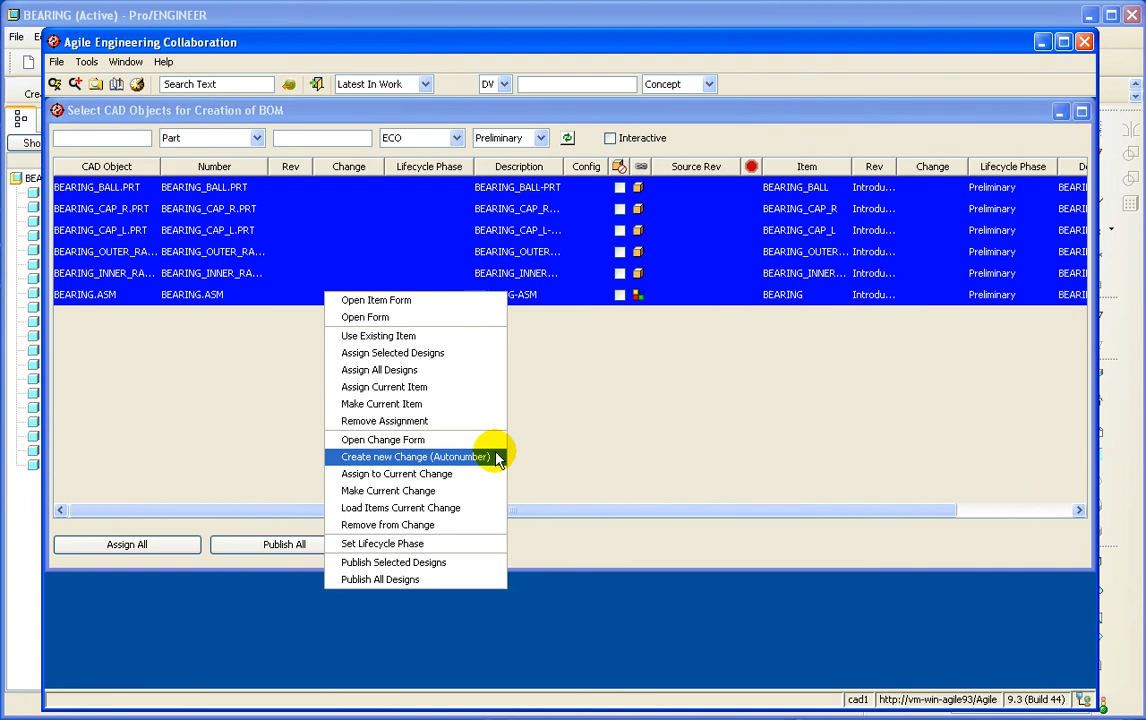 BEARING (Active) - Pro/ENGINEER
File
Agile Engineering Collaboration
File Tools Window Help
Search Text Latest In Work DV Concept
Select CAD Objects for Creation of BOM
Sho
Part ECO Preliminary Interactive
CAD Object Number Rev Change Lifecycle Phase Description Config Source Rev Item Rev Change Lifecycle Phase
BEARING_BALL.PRT BEARING_BALL.PRT BEARING_BALL-PRT BEARING_BALL Introdu... Preliminary BEARI
BEARING_CAP_R.PRT BEARING_CAP_R.PRT BEARING_CAP_R... BEARING_CAP_R Introdu... Preliminary BEARI
BEARING_CAP_L.PRT BEARING_CAP_L.PRT BEARING_CAP_L-... BEARING_CAP_L Introdu... Preliminary BEARI
BEARING_OUTER_RA... BEARING_OUTER_RA... BEARING_OUTER... BEARING_OUTER... Introdu... Preliminary BEARI
BEARING_INNER_RA... BEARING_INNER_RA... BEARING_INNER... BEARING_INNER... Introdu... Preliminary BEARI
BEARING.ASM BEARING.ASM G-ASM BEARING Introdu... Preliminary BEARI
Open Item Form
Open Form
Use Existing Item
Assign Selected Designs
Assign All Designs
Assign Current Item
Make Current Item
Remove Assignment
Open Change Form
Create new Change (Autonumber)
Assign to Current Change
Make Current Change
Load Items Current Change
Remove from Change
Set Lifecycle Phase
Publish Selected Designs
Publish All Designs
Assign All Publish All
cad1 http://vm-win-agile93/Agile 9.3 (Build 44)